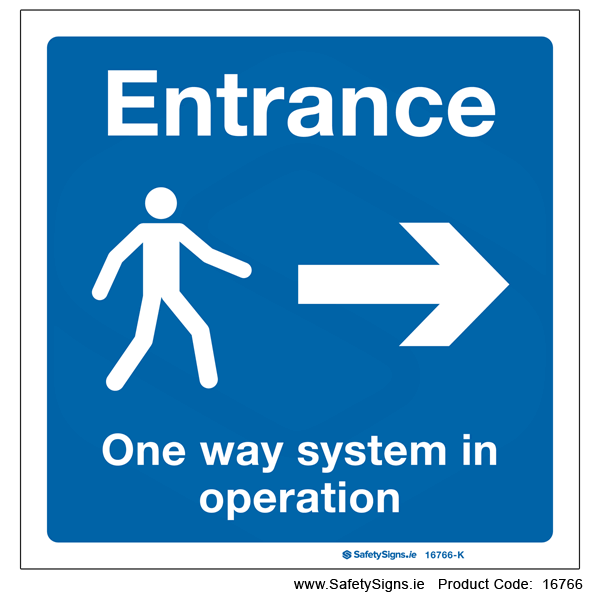 Entrance
One way system in
operation
SafetySigns.ie 16766-K
www.SafetySigns.ie Product Code: 16766